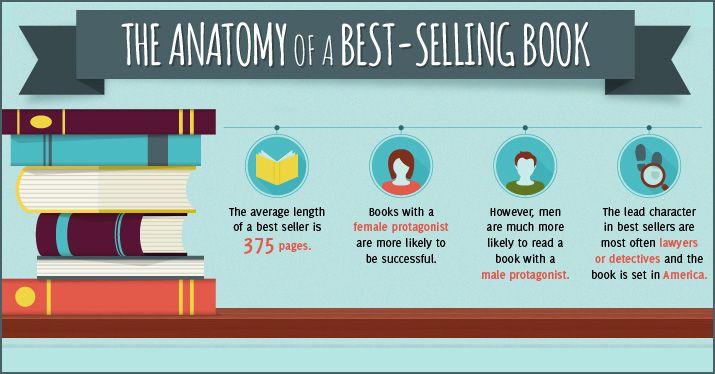 THE ANATOMY OF A BEST-SELLING BOOK
The average length
of a best seller is
375 pages.
Books with a
female protagonist
are more likely to
be successful.
However, men
are much more
likely to read a
book with a
male protagonist.
The lead character
in best sellers are
most often lawyers
or detectives and the
book is set in America.